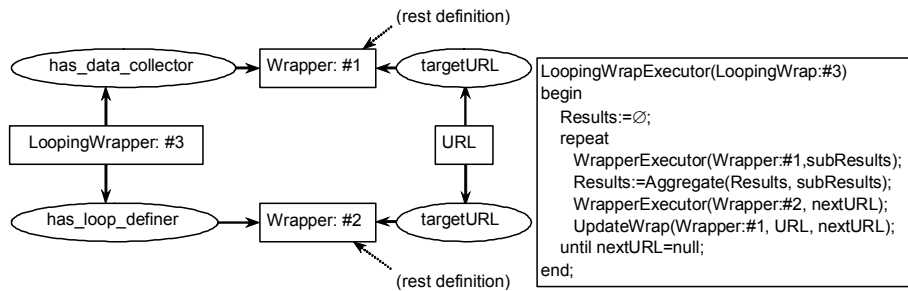 (rest definition)
has_data_collector
Wrapper: #1
targetURL
LoopingWrapper: #3
URL
has_loop_definer
Wrapper: #2
targetURL
(rest definition)
LoopingWrapExecutor(LoopingWrap:#3)
begin
Results:=∅;
repeat
WrapperExecutor(Wrapper:#1,subResults);
Results:=Aggregate(Results, subResults);
WrapperExecutor(Wrapper:#2, nextURL);
UpdateWrap(Wrapper:#1, URL, nextURL);
until nextURL=null;
end;